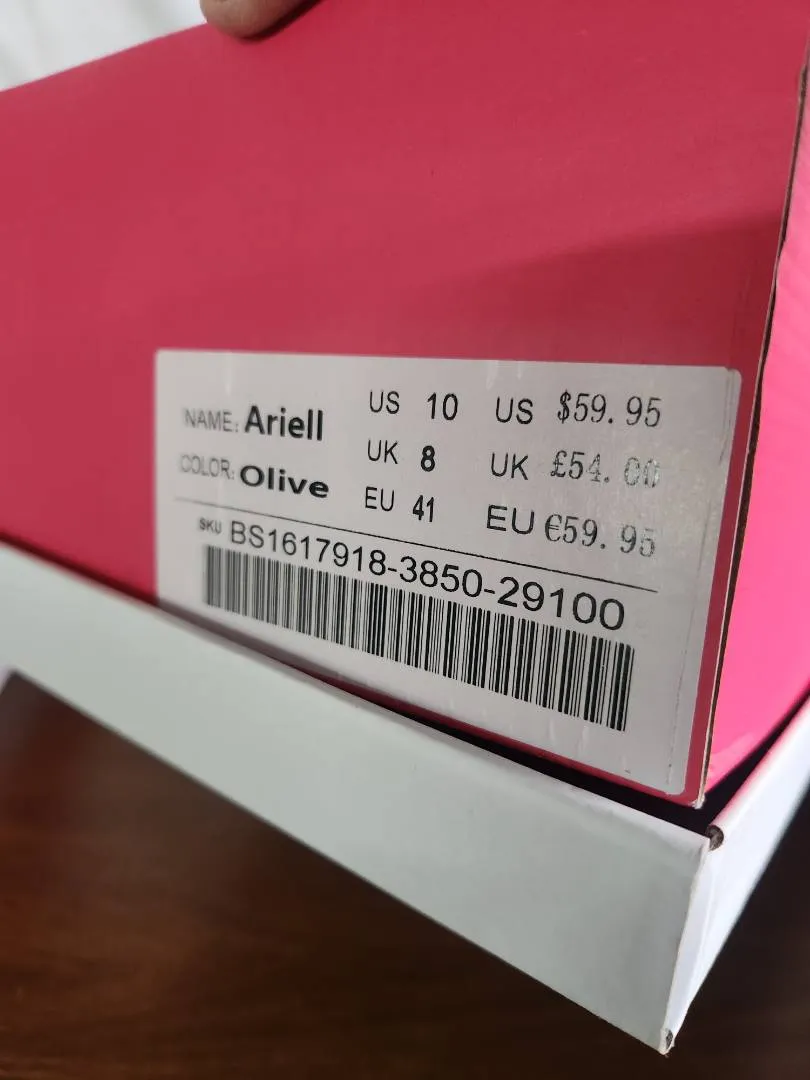 NAME: Ariell
COLOR: Olive
US 10 US $59.95
UK 8 UK £54.00
EU 41 EU €59.95
SKU BS1617918-3850-29100